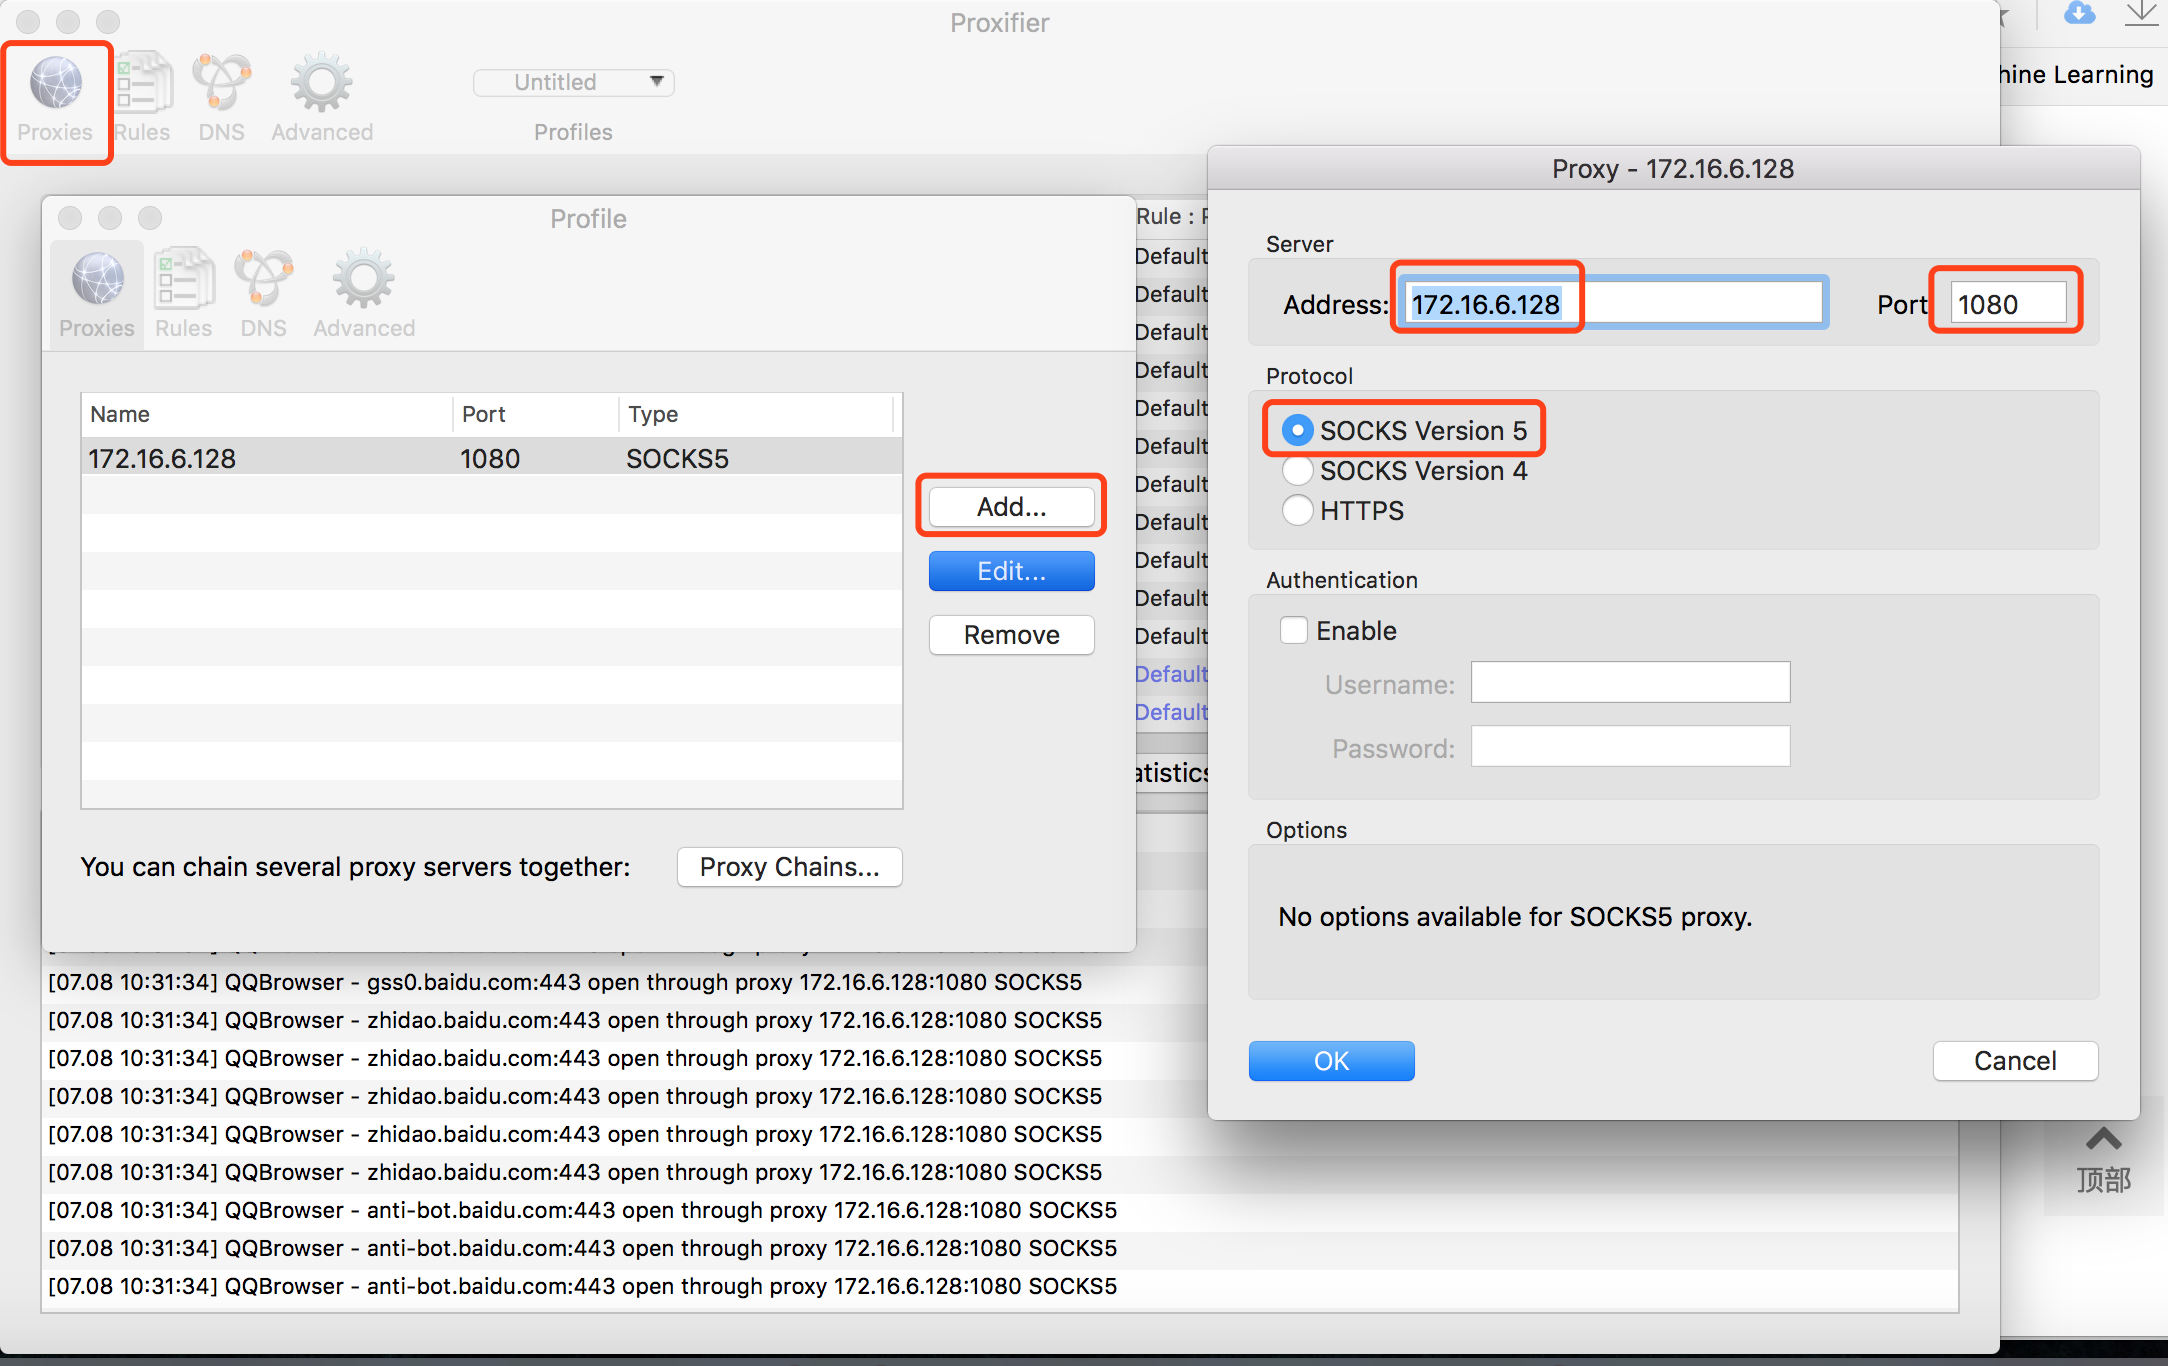 Proxifier
Proxies
Rules
DNS
Advanced
Untitled
Profiles
hine Learning
Profile
Proxies
Rules
DNS
Advanced
Name Port Type
172.16.6.128 1080 SOCKS5
Add...
Edit...
Remove
You can chain several proxy servers together:
Proxy Chains...
Rule :
Default
Default
Default
Default
Default
Default
Default
Default
Default
Default
Default
Default
Default
atistics
Proxy - 172.16.6.128
Server
Address: 172.16.6.128 Port 1080
Protocol
SOCKS Version 5
SOCKS Version 4
HTTPS
Authentication
Enable
Username:
Password:
Options
No options available for SOCKS5 proxy.
OK
Cancel
[07.08 10:31:34] QQBrowser - gss0.baidu.com:443 open through proxy 172.16.6.128:1080 SOCKS5
[07.08 10:31:34] QQBrowser - zhidao.baidu.com:443 open through proxy 172.16.6.128:1080 SOCKS5
[07.08 10:31:34] QQBrowser - zhidao.baidu.com:443 open through proxy 172.16.6.128:1080 SOCKS5
[07.08 10:31:34] QQBrowser - zhidao.baidu.com:443 open through proxy 172.16.6.128:1080 SOCKS5
[07.08 10:31:34] QQBrowser - zhidao.baidu.com:443 open through proxy 172.16.6.128:1080 SOCKS5
[07.08 10:31:34] QQBrowser - zhidao.baidu.com:443 open through proxy 172.16.6.128:1080 SOCKS5
[07.08 10:31:34] QQBrowser - anti-bot.baidu.com:443 open through proxy 172.16.6.128:1080 SOCKS5
[07.08 10:31:34] QQBrowser - anti-bot.baidu.com:443 open through proxy 172.16.6.128:1080 SOCKS5
[07.08 10:31:34] QQBrowser - anti-bot.baidu.com:443 open through proxy 172.16.6.128:1080 SOCKS5
顶部